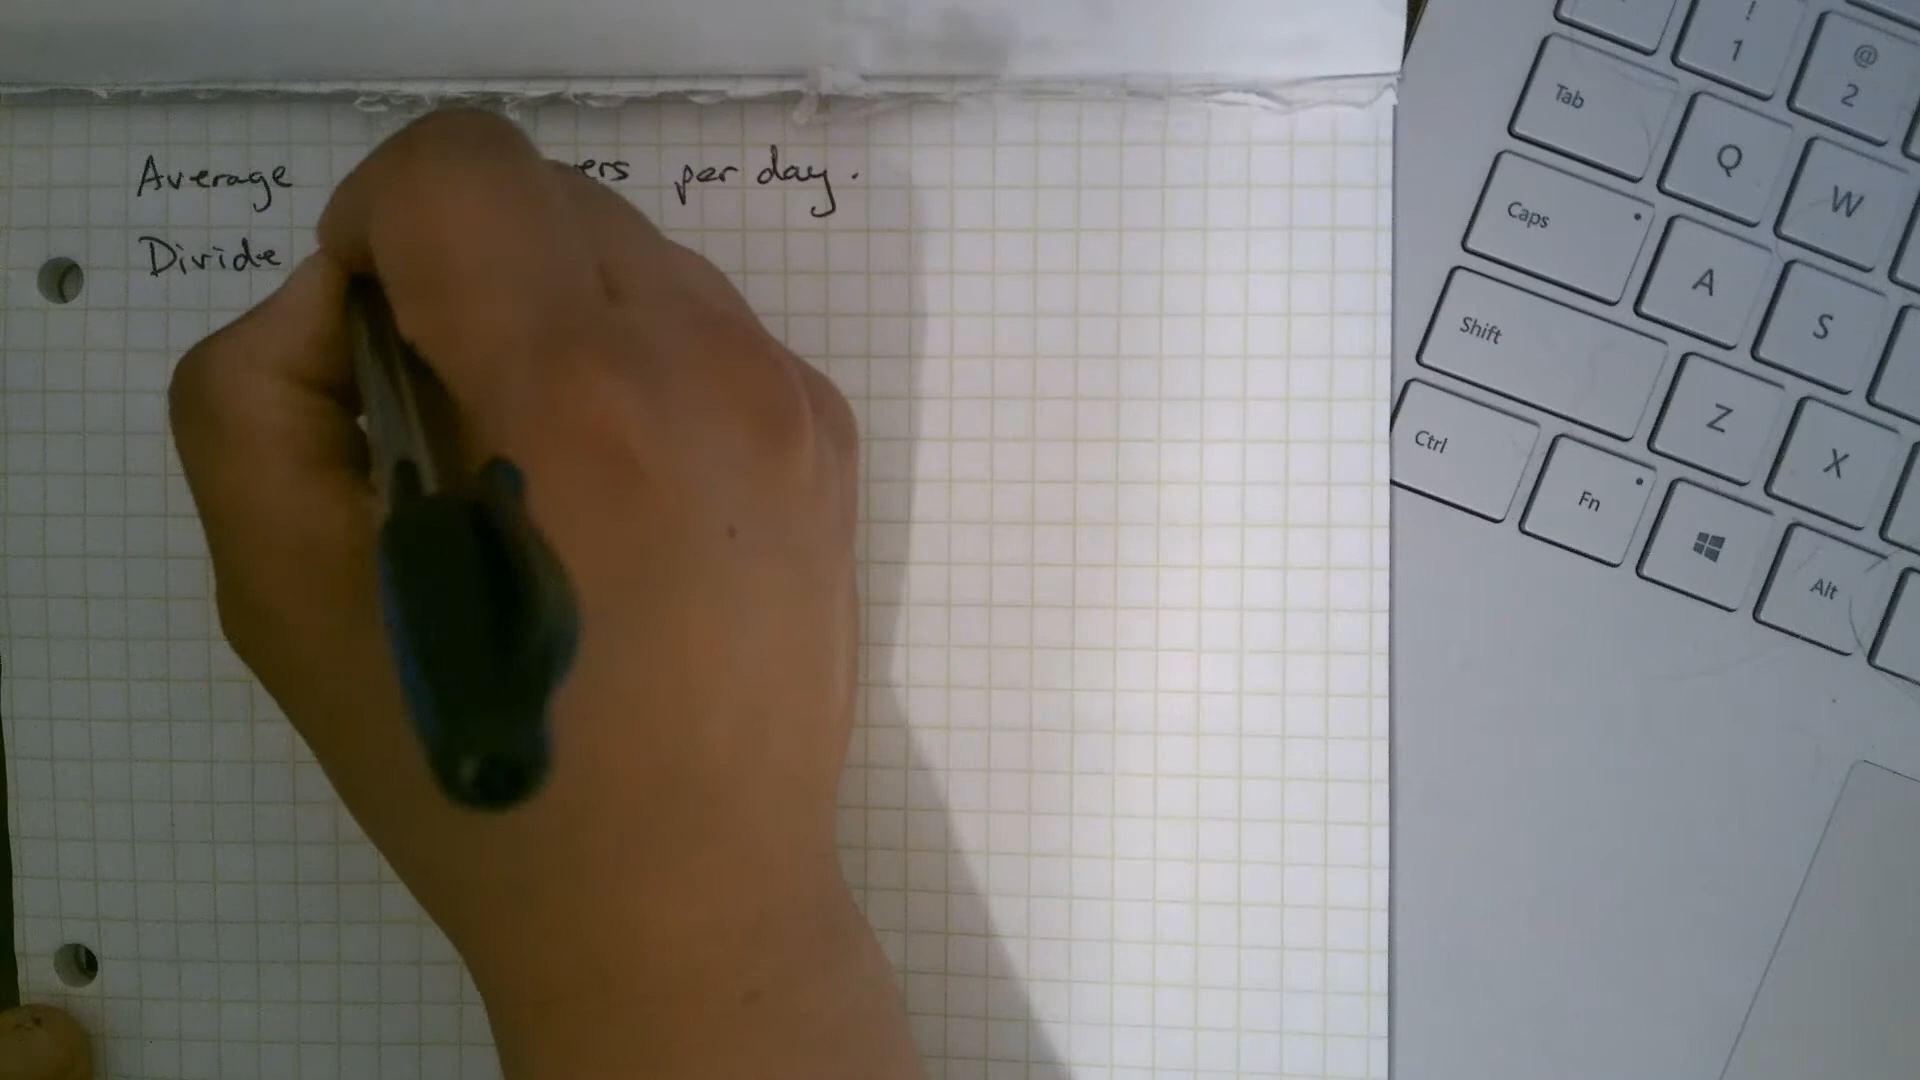 Average per day.
Divide
! 1
@ 2
Tab Q W
Caps A S
Shift Z X
Ctrl Fn Alt